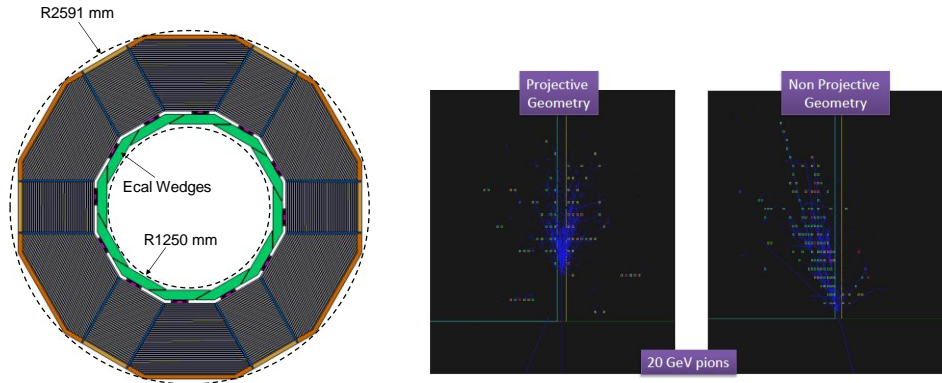 R2591 mm
Ecal Wedges
R1250 mm
Projective
Geometry
Non Projective
Geometry
20 GeV pions